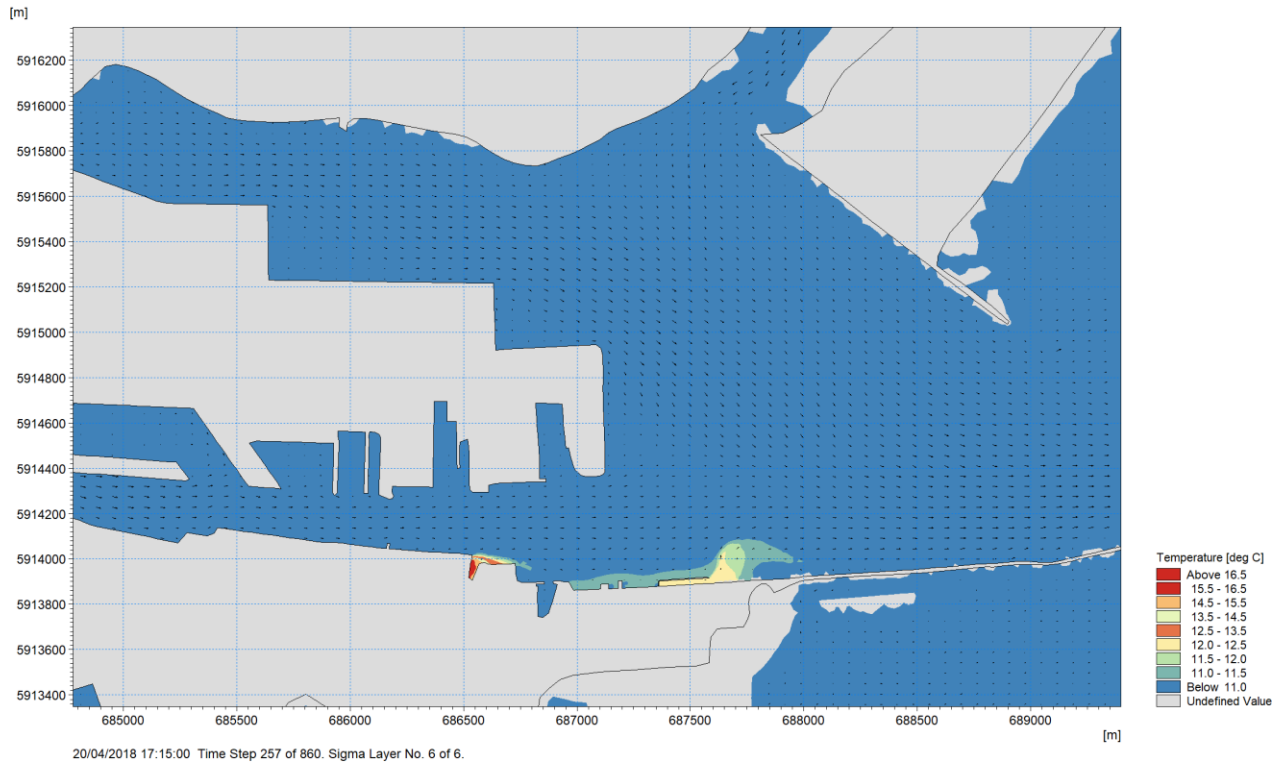 [m]
5916200
5916000
5915800
5915600
5915400
5915200
5915000
5914800
5914600
5914400
5914200
5914000
5913800
5913600
5913400
685000 685500 686000 686500 687000 687500 688000 688500 689000
[m]
Temperature [deg C]
Above 16.5
15.5 - 16.5
14.5 - 15.5
13.5 - 14.5
12.5 - 13.5
12.0 - 12.5
11.5 - 12.0
11.0 - 11.5
Below 11.0
Undefined Value
20/04/2018 17:15:00 Time Step 257 of 860. Sigma Layer No. 6 of 6.